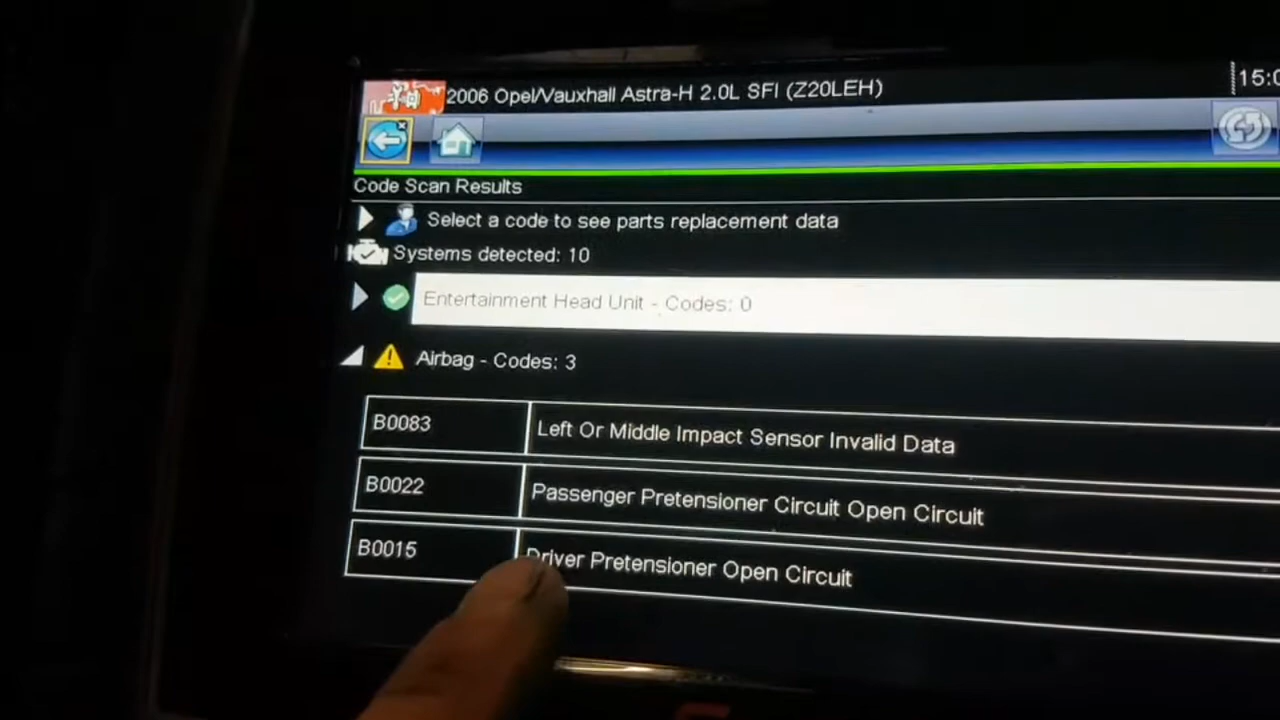 2006 Opel/Vauxhall Astra-H 2.0L SFI (Z20LEH)
15:0
Code Scan Results
Select a code to see parts replacement data
Systems detected: 10
Entertainment Head Unit - Codes: 0
Airbag - Codes: 3
B0083 Left Or Middle Impact Sensor Invalid Data
B0022 Passenger Pretensioner Circuit Open Circuit
B0015 Driver Pretensioner Open Circuit